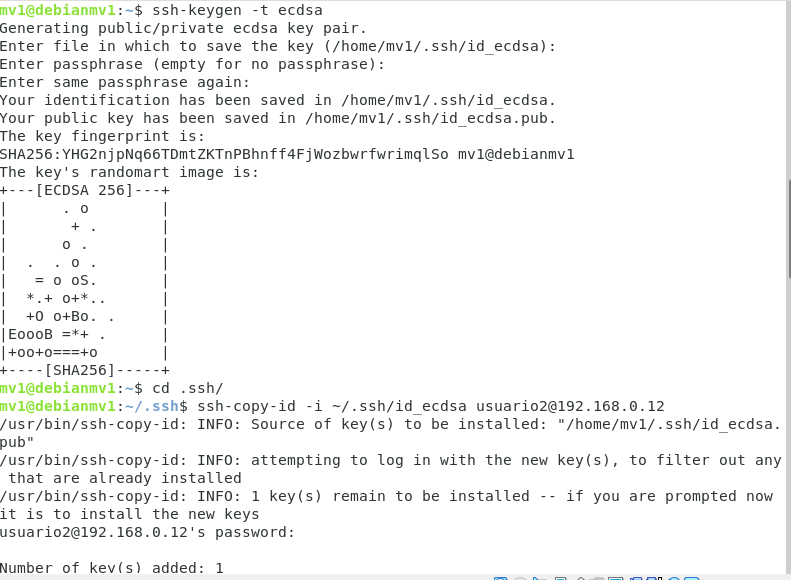 mv1@debianmv1:~$ ssh-keygen -t ecdsa
Generating public/private ecdsa key pair.
Enter file in which to save the key (/home/mv1/.ssh/id_ecdsa):
Enter passphrase (empty for no passphrase):
Enter same passphrase again:
Your identification has been saved in /home/mv1/.ssh/id_ecdsa.
Your public key has been saved in /home/mv1/.ssh/id_ecdsa.pub.
The key fingerprint is:
SHA256:YHG2njpNq66TDmtZKTnPBhnff4FjWozbwrfwrimqlSo mv1@debianmv1
The key's randomart image is:
+---[ECDSA 256]---+
|      . o        |
|       + .       |
|      o .        |
|  .  . o .       |
|   = o oS.       |
|  *.+ o+*..      |
|  +O o+Bo. .     |
|EoooB =*+ .      |
|+oo+o===+o       |
+----[SHA256]-----+
mv1@debianmv1:~$ cd .ssh/
mv1@debianmv1:~/.ssh$ ssh-copy-id -i ~/.ssh/id_ecdsa usuario2@192.168.0.12
/usr/bin/ssh-copy-id: INFO: Source of key(s) to be installed: "/home/mv1/.ssh/id_ecdsa.
pub"
/usr/bin/ssh-copy-id: INFO: attempting to log in with the new key(s), to filter out any
 that are already installed
/usr/bin/ssh-copy-id: INFO: 1 key(s) remain to be installed -- if you are prompted now
it is to install the new keys
usuario2@192.168.0.12's password:
Number of key(s) added: 1